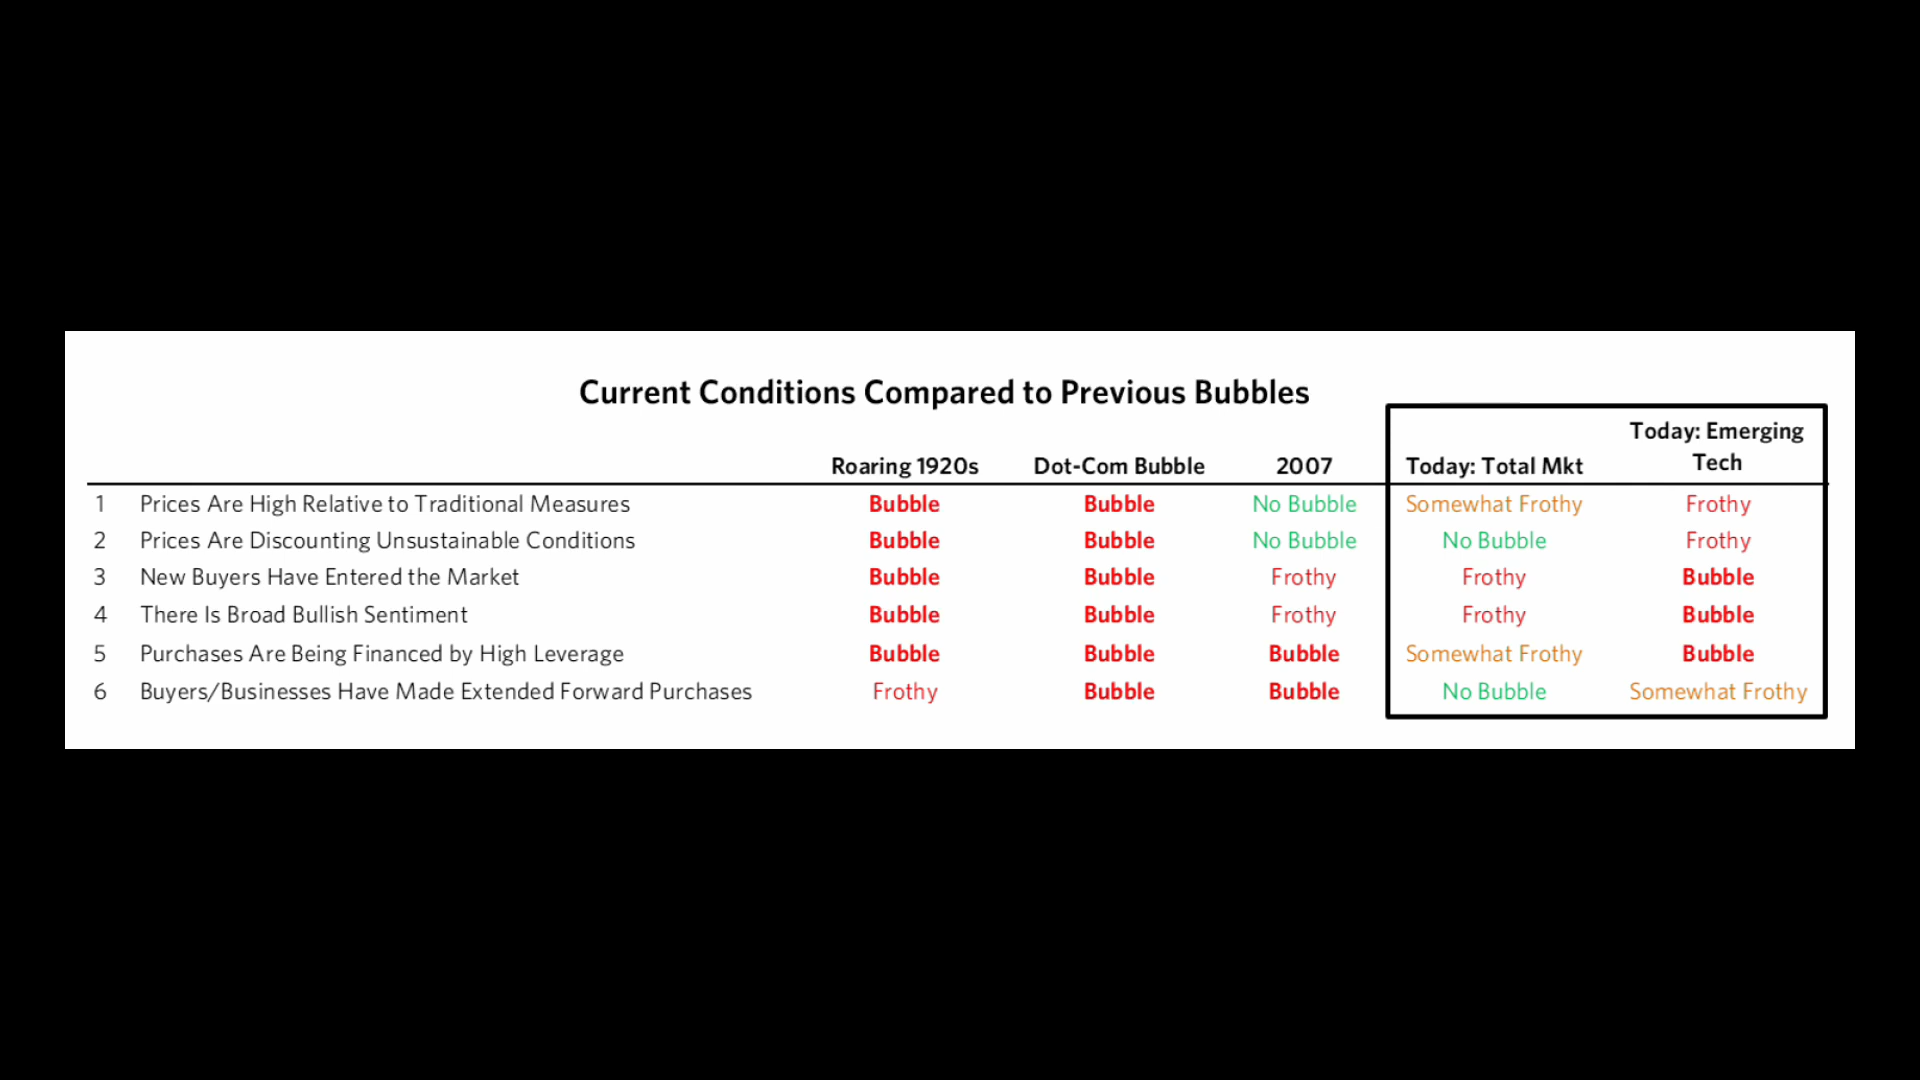 Current Conditions Compared to Previous Bubbles
Roaring 1920s Dot-Com Bubble 2007 Today: Total Mkt Today: Emerging Tech
1 Prices Are High Relative to Traditional Measures Bubble Bubble No Bubble Somewhat Frothy Frothy
2 Prices Are Discounting Unsustainable Conditions Bubble Bubble No Bubble No Bubble Frothy
3 New Buyers Have Entered the Market Bubble Bubble Frothy Frothy Bubble
4 There Is Broad Bullish Sentiment Bubble Bubble Frothy Frothy Bubble
5 Purchases Are Being Financed by High Leverage Bubble Bubble Bubble Somewhat Frothy Bubble
6 Buyers/Businesses Have Made Extended Forward Purchases Frothy Bubble Bubble No Bubble Somewhat Frothy